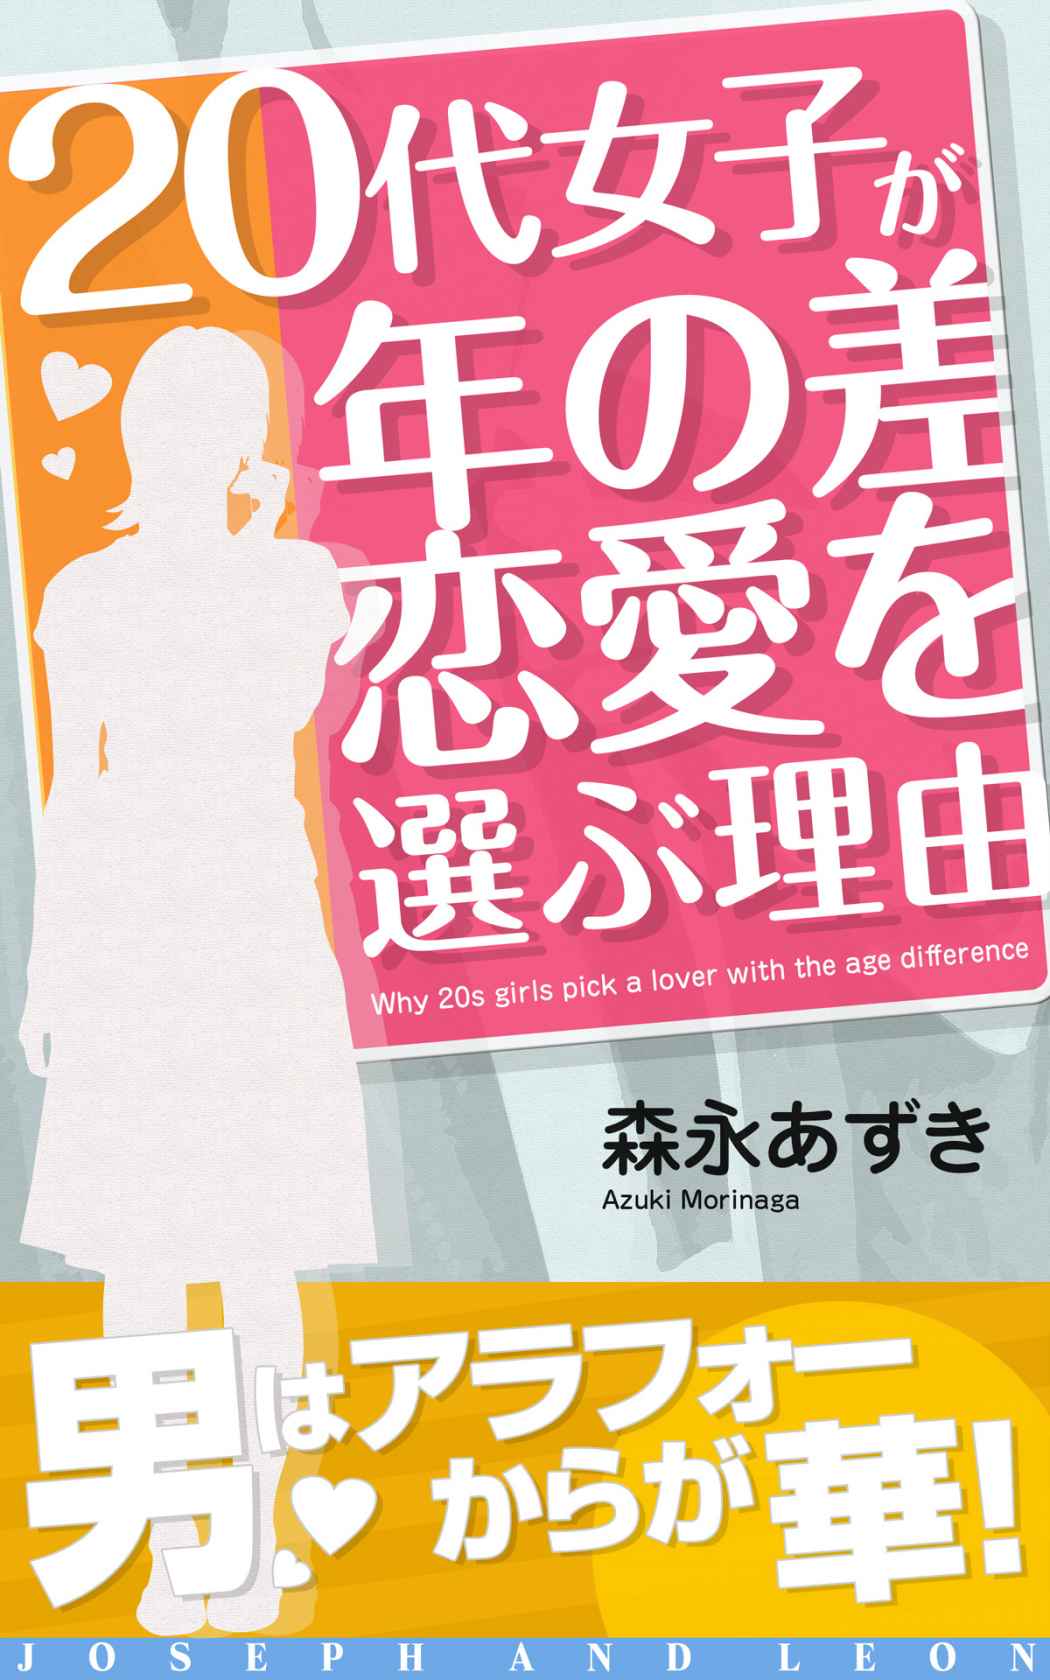 20代女子が
年の差
恋愛を
選ぶ理由
Why 20s girls pick a lover with the age difference
森永あずき
Azuki Morinaga
男はアラフォー
からが華!
JOSEPH AND LEON